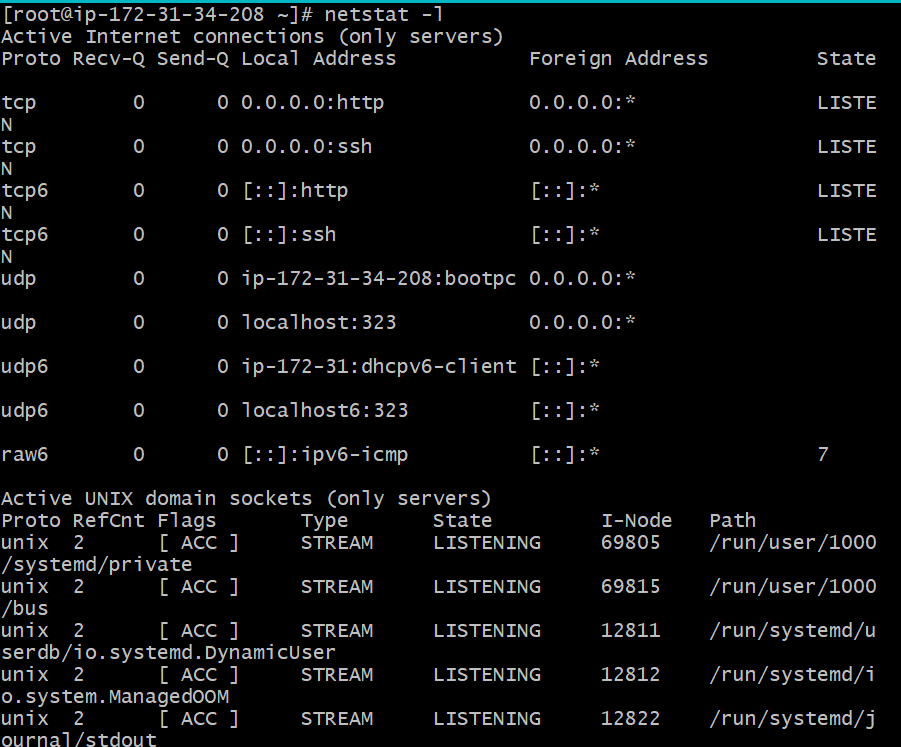 [root@ip-172-31-34-208 ~]# netstat -l
Active Internet connections (only servers)
Proto Recv-Q Send-Q Local Address           Foreign Address         State
tcp        0      0 0.0.0.0:http            0.0.0.0:*               LISTE
N
tcp        0      0 0.0.0.0:ssh             0.0.0.0:*               LISTE
N
tcp6       0      0 [::]:http               [::]:*                  LISTE
N
tcp6       0      0 [::]:ssh                [::]:*                  LISTE
N
udp        0      0 ip-172-31-34-208:bootpc 0.0.0.0:*
udp        0      0 localhost:323           0.0.0.0:*
udp6       0      0 ip-172-31:dhcpv6-client [::]:*
udp6       0      0 localhost6:323          [::]:*
raw6       0      0 [::]:ipv6-icmp          [::]:*                  7
Active UNIX domain sockets (only servers)
Proto RefCnt Flags       Type       State         I-Node   Path
unix  2      [ ACC ]     STREAM     LISTENING     69805    /run/user/1000
/systemd/private
unix  2      [ ACC ]     STREAM     LISTENING     69815    /run/user/1000
/bus
unix  2      [ ACC ]     STREAM     LISTENING     12811    /run/systemd/u
serdb/io.systemd.DynamicUser
unix  2      [ ACC ]     STREAM     LISTENING     12812    /run/systemd/i
o.system.ManagedOOM
unix  2      [ ACC ]     STREAM     LISTENING     12822    /run/systemd/j
ournal/stdout